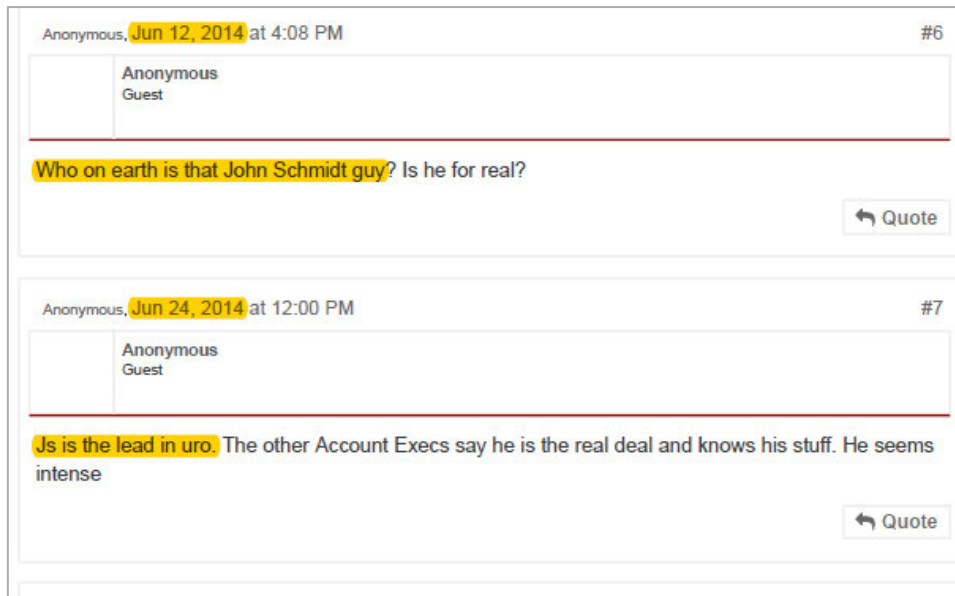 Anonymous, Jun 12, 2014 at 4:08 PM #6
Anonymous
Guest
Who on earth is that John Schmidt guy? Is he for real?
Quote
Anonymous, Jun 24, 2014 at 12:00 PM #7
Anonymous
Guest
Js is the lead in uro. The other Account Execs say he is the real deal and knows his stuff. He seems
intense
Quote